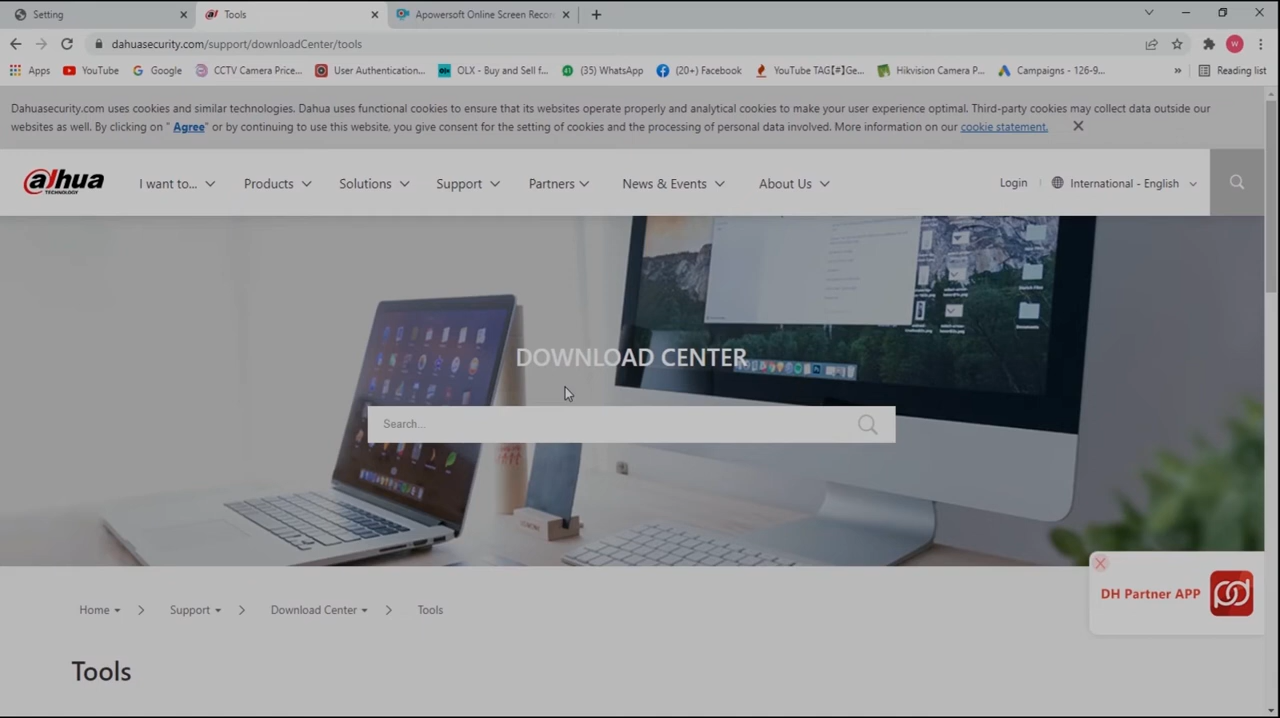 Setting
Tools
Apowersoft Online Screen Recor
dahuasecurity.com/support/downloadCenter/tools
W
Apps
YouTube
Google
CCTV Camera Price...
User Authentication...
OLX - Buy and Sell f...
(35) WhatsApp
(20+) Facebook
YouTube TAG【#】Ge...
Hikvision Camera P...
Campaigns - 126-9...
»
Reading list
Dahuasecurity.com uses cookies and similar technologies. Dahua uses functional cookies to ensure that its websites operate properly and analytical cookies to make your user experience optimal. Third-party cookies may collect data outside our
websites as well. By clicking on " Agree" or by continuing to use this website, you give consent for the setting of cookies and the processing of personal data involved. More information on our cookie statement.
alhua
TECHNOLOGY
I want to...
Products
Solutions
Support
Partners
News & Events
About Us
Login
International - English
DOWNLOAD CENTER
Search...
DH Partner APP
Home
Support
Download Center
Tools
Tools